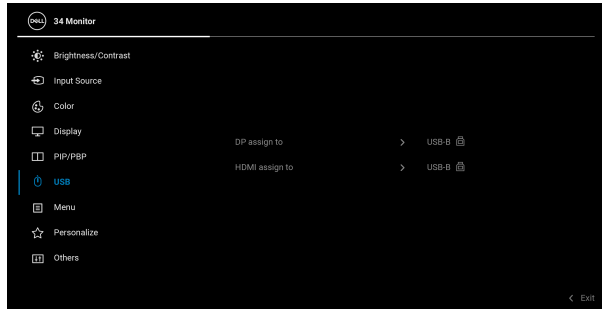 DELL 34 Monitor
Brightness/Contrast
Input Source
Color
Display
DP assign to > USB-B
PIP/PBP
HDMI assign to > USB-B
USB
Menu
Personalize
Others
< Exit